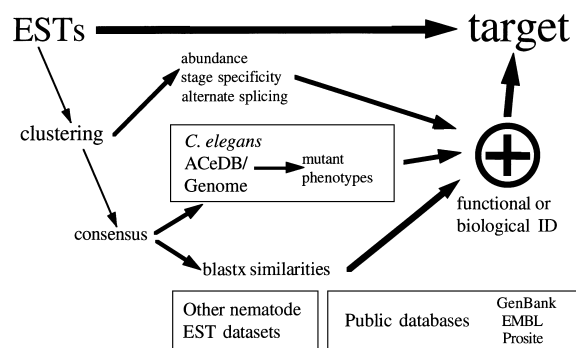 ESTs
target
abundance
stage specificity
alternate splicing
clustering
C. elegans
ACeDB/
Genome
mutant
phenotypes
functional or
biological ID
consensus
blastx similarities
Other nematode
EST datasets
Public databases
GenBank
EMBL
Prosite